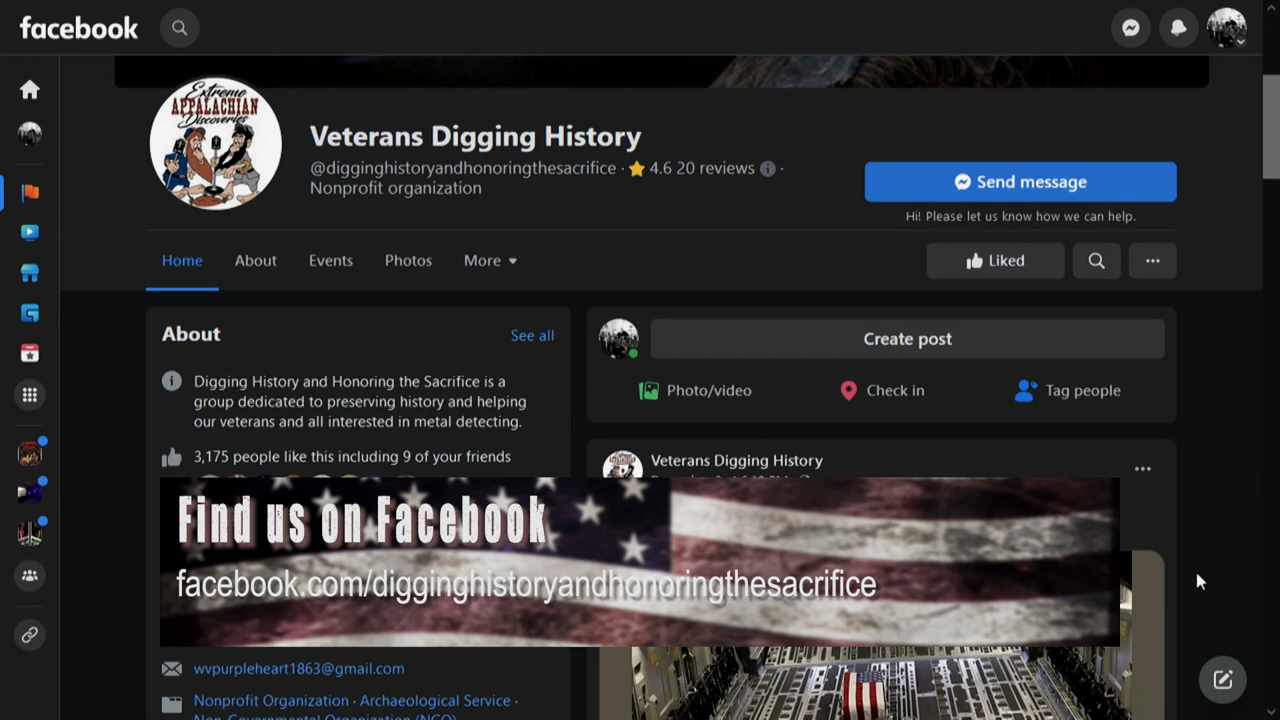 facebook
Extreme
APPALACHIAN
Discoveries
Veterans Digging History
@digginghistoryandhonoringthesacrifice · 4.6 20 reviews ·
Nonprofit organization
Send message
Hi! Please let us know how we can help.
Home About Events Photos More
Liked
About See all
Digging History and Honoring the Sacrifice is a
group dedicated to preserving history and helping
our veterans and all interested in metal detecting.
3,175 people like this including 9 of your friends
Create post
Photo/video Check in Tag people
Veterans Digging History
Find us on Facebook
facebook.com/digginghistoryandhonoringthesacrifice
wvpurpleheart1863@gmail.com
Nonprofit Organization · Archaeological Service ·
Non-Governmental Organization (NGO)